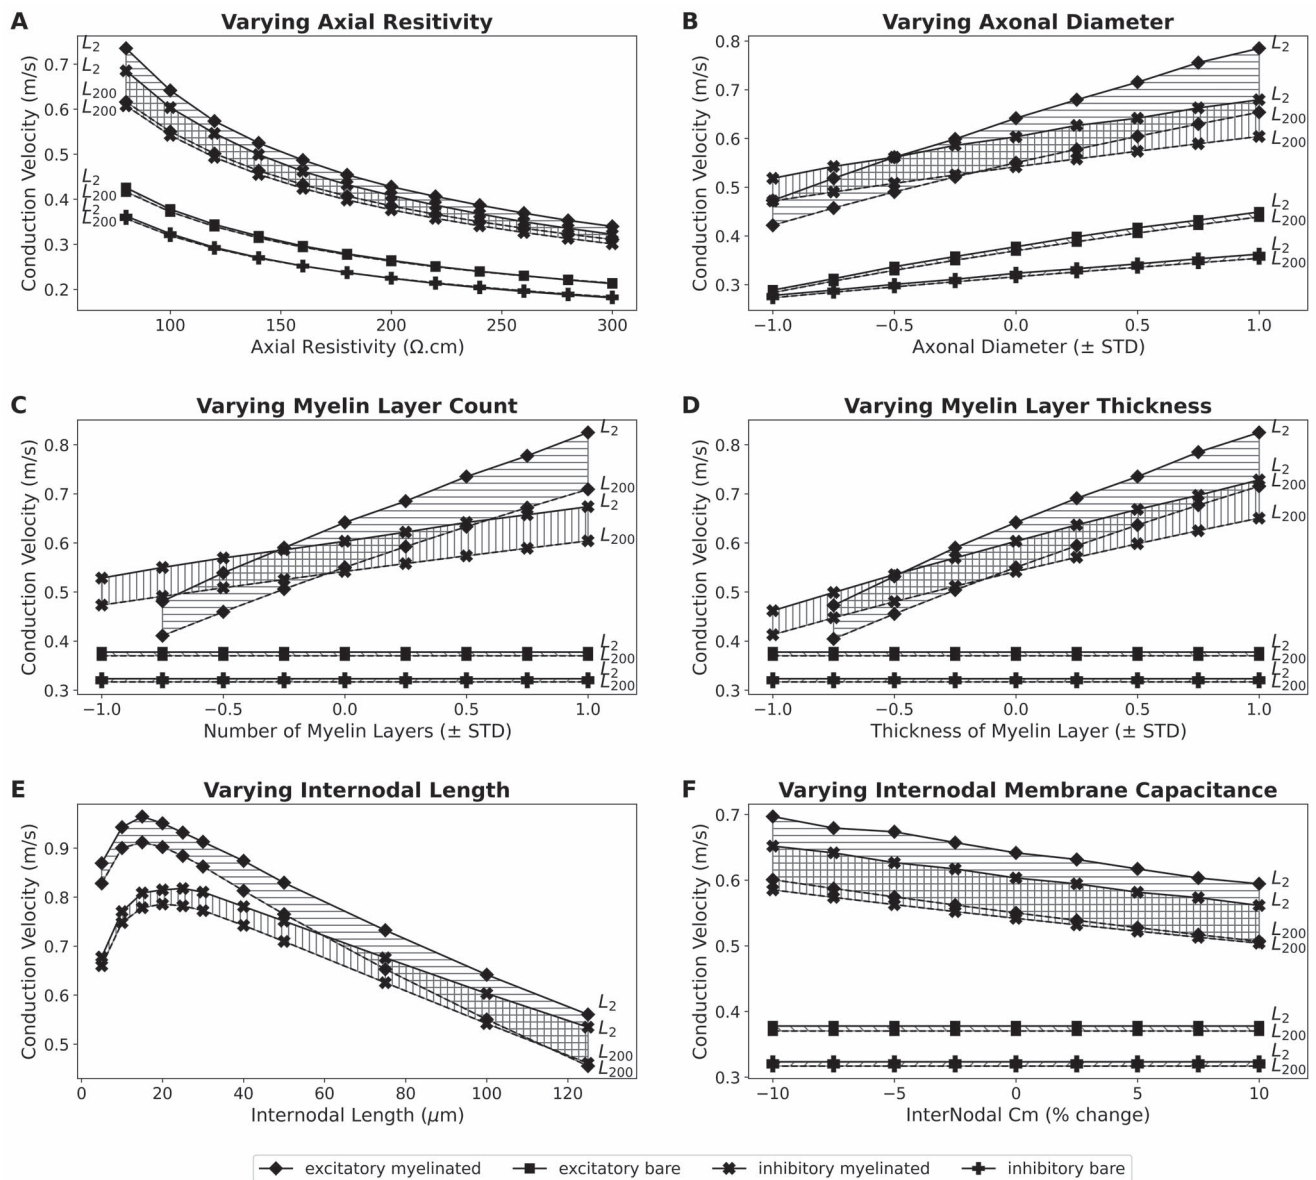 A
Varying Axial Resitivity
Conduction Velocity (m/s)
0.7
0.6
0.5
0.4
0.3
0.2
L2
L2
L200
L200
L2
L200
L2
L200
100
150
200
250
300
Axial Resistivity (Ω.cm)
B
Varying Axonal Diameter
Conduction Velocity (m/s)
0.8
0.7
0.6
0.5
0.4
0.3
L2
L2
L200
L200
L2
L200
L2
L200
−1.0
−0.5
0.0
0.5
1.0
Axonal Diameter (± STD)
C
Varying Myelin Layer Count
Conduction Velocity (m/s)
0.8
0.7
0.6
0.5
0.4
0.3
L2
L200
L2
L200
L2
L200
L2
L200
−1.0
−0.5
0.0
0.5
1.0
Number of Myelin Layers (± STD)
D
Varying Myelin Layer Thickness
Conduction Velocity (m/s)
0.8
0.7
0.6
0.5
0.4
0.3
L2
L2
L200
L200
L2
L200
L2
L200
−1.0
−0.5
0.0
0.5
1.0
Thickness of Myelin Layer (± STD)
E
Varying Internodal Length
Conduction Velocity (m/s)
0.9
0.8
0.7
0.6
0.5
L2
L2
L200
L200
0
20
40
60
80
100
120
Internodal Length (μm)
F
Varying Internodal Membrane Capacitance
Conduction Velocity (m/s)
0.7
0.6
0.5
0.4
0.3
L2
L2
L200
L200
L2
L200
L2
L200
−10
−5
0
5
10
InterNodal Cm (% change)
excitatory myelinated
excitatory bare
inhibitory myelinated
inhibitory bare